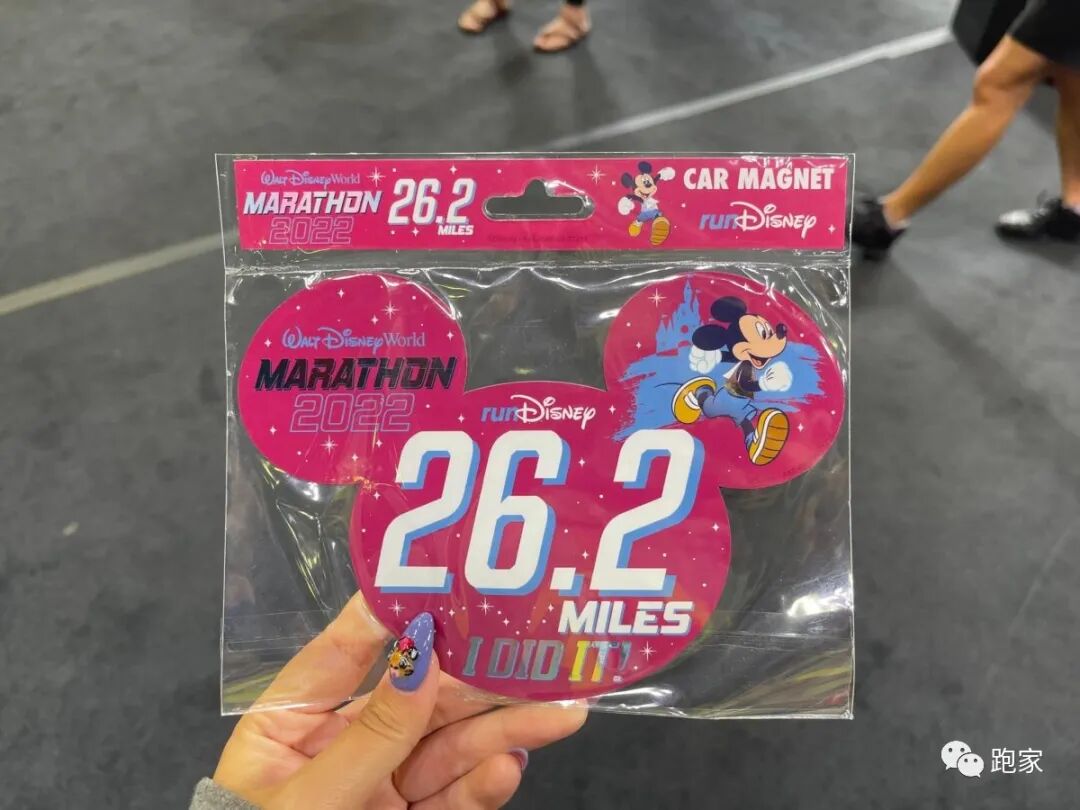 WALT DISNEY World
MARATHON
2022
26.2
MILES
CAR MAGNET
runDisney
WALT DISNEY World
MARATHON
2022
runDisney
26.2
MILES
I DID IT!
跑家